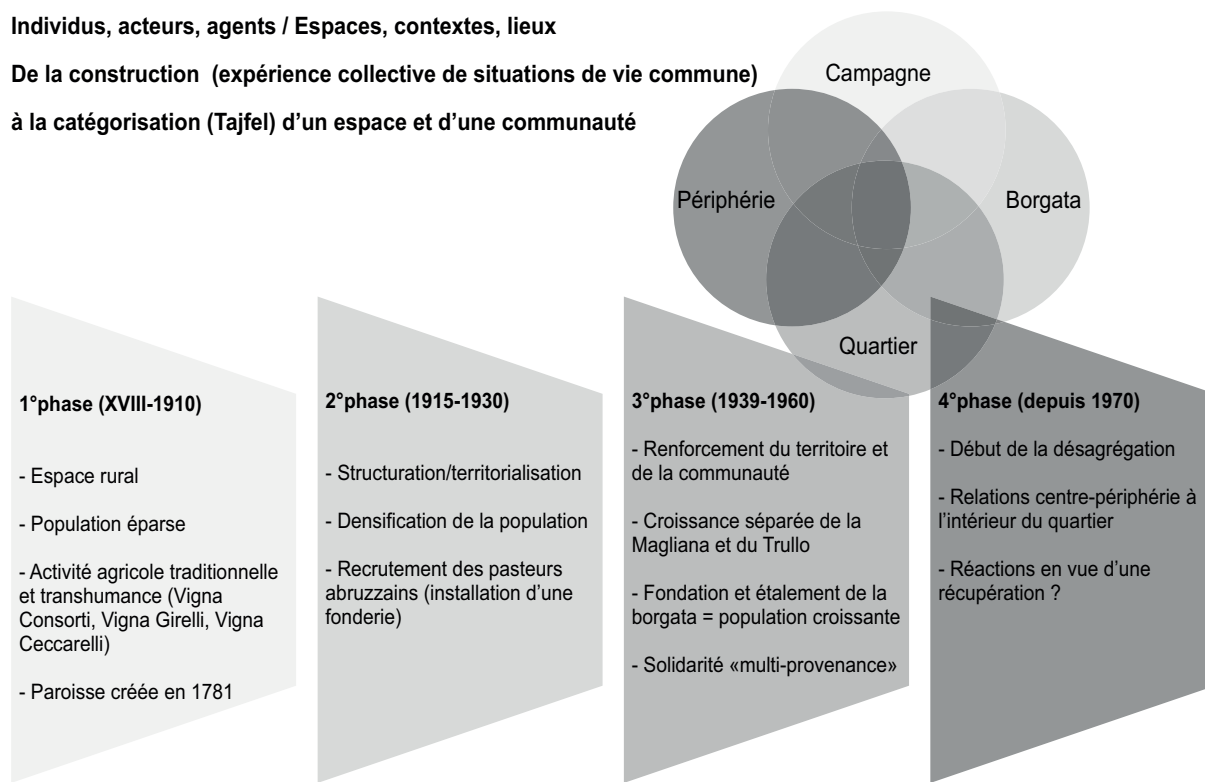 Individus, acteurs, agents / Espaces, contextes, lieux
De la construction  (expérience collective de situations de vie commune)
à la catégorisation (Tajfel) d’un espace et d’une communauté
Campagne
Périphérie
Borgata
Quartier
1°phase (XVIII-1910)
- Espace rural
- Population éparse
- Activité agricole traditionnelle
et transhumance (Vigna
Consorti, Vigna Girelli, Vigna
Ceccarelli)
- Paroisse créée en 1781
2°phase (1915-1930)
- Structuration/territorialisation
- Densification de la population
- Recrutement des pasteurs
abruzzains (installation d’une
fonderie)
3°phase (1939-1960)
- Renforcement du territoire et
de la communauté
- Croissance séparée de la
Magliana et du Trullo
- Fondation et étalement de la
borgata = population croissante
- Solidarité «multi-provenance»
4°phase (depuis 1970)
- Début de la désagrégation
- Relations centre-périphérie à
l’intérieur du quartier
- Réactions en vue d’une
récupération ?